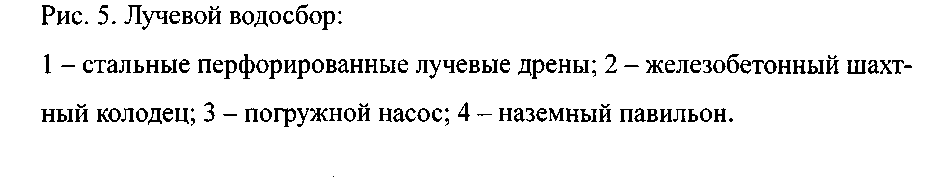 Рис. 5. Лучевой водосбор:
1 – стальные перфорированные лучевые дрены; 2 – железобетонный шахт-
ный колодец; 3 – погружной насос; 4 – наземный павильон.